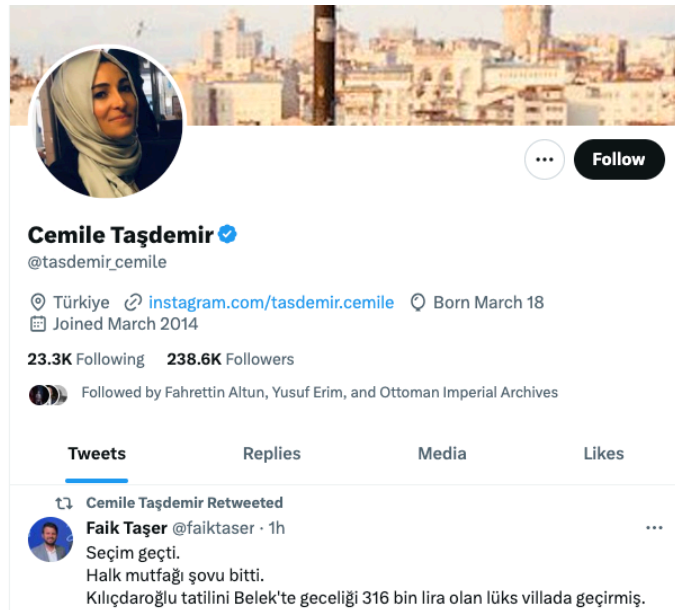 Follow
Cemile Taşdemir
@tasdemir_cemile
Türkiye instagram.com/tasdemir.cemile Born March 18
Joined March 2014
23.3K Following 238.6K Followers
Followed by Fahrettin Altun, Yusuf Erim, and Ottoman Imperial Archives
Tweets Replies Media Likes
Cemile Taşdemir Retweeted
Faik Taşer @faiktaser · 1h
Seçim geçti.
Halk mutfağı şovu bitti.
Kılıçdaroğlu tatilini Belek'te geceliği 316 bin lira olan lüks villada geçirmiş.